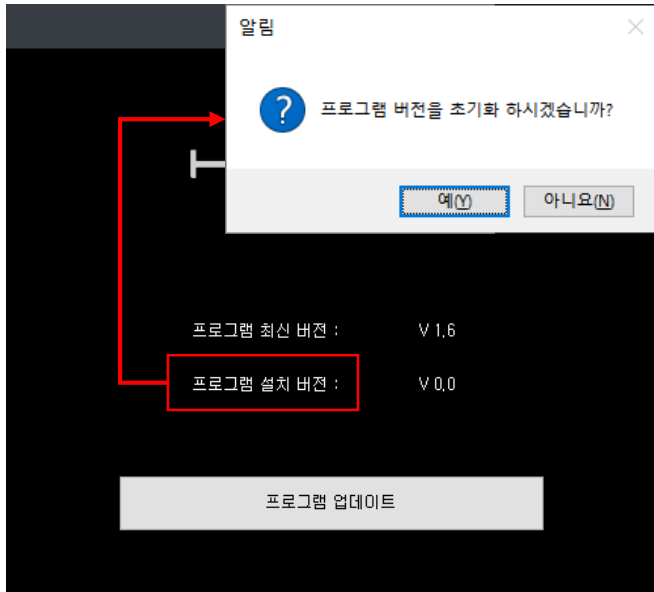 알림
프로그램 버전을 초기화 하시겠습니까?
예(Y) 아니요(N)
프로그램 최신 버전 : V 1.6
프로그램 설치 버전 : V 0.0
프로그램 업데이트